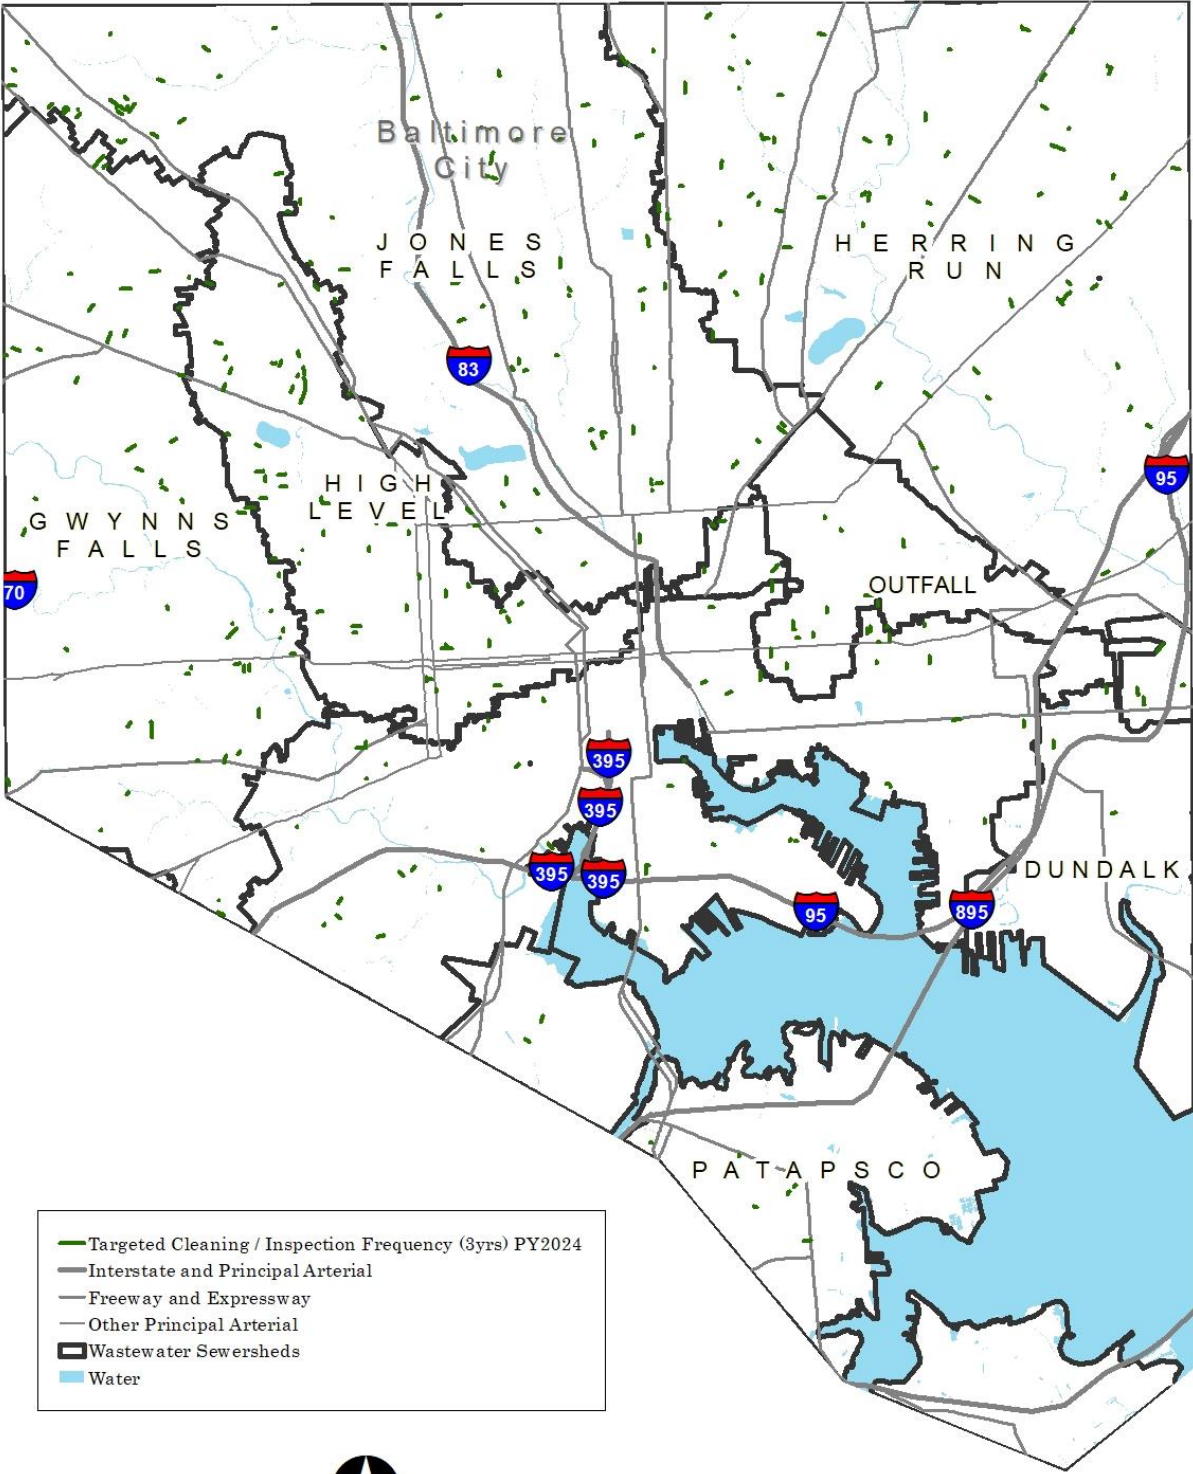 Baltimore
City
JONES
FALLS
HERRING
RUN
83
95
HIGH
LEVEL
GWYNNS
FALLS
70
OUTFALL
395
395
395
395
95
895
DUNDALK
PATAPSCO
Targeted Cleaning / Inspection Frequency (3yrs) PY2024
Interstate and Principal Arterial
Freeway and Expressway
Other Principal Arterial
Wastewater Sewersheds
Water